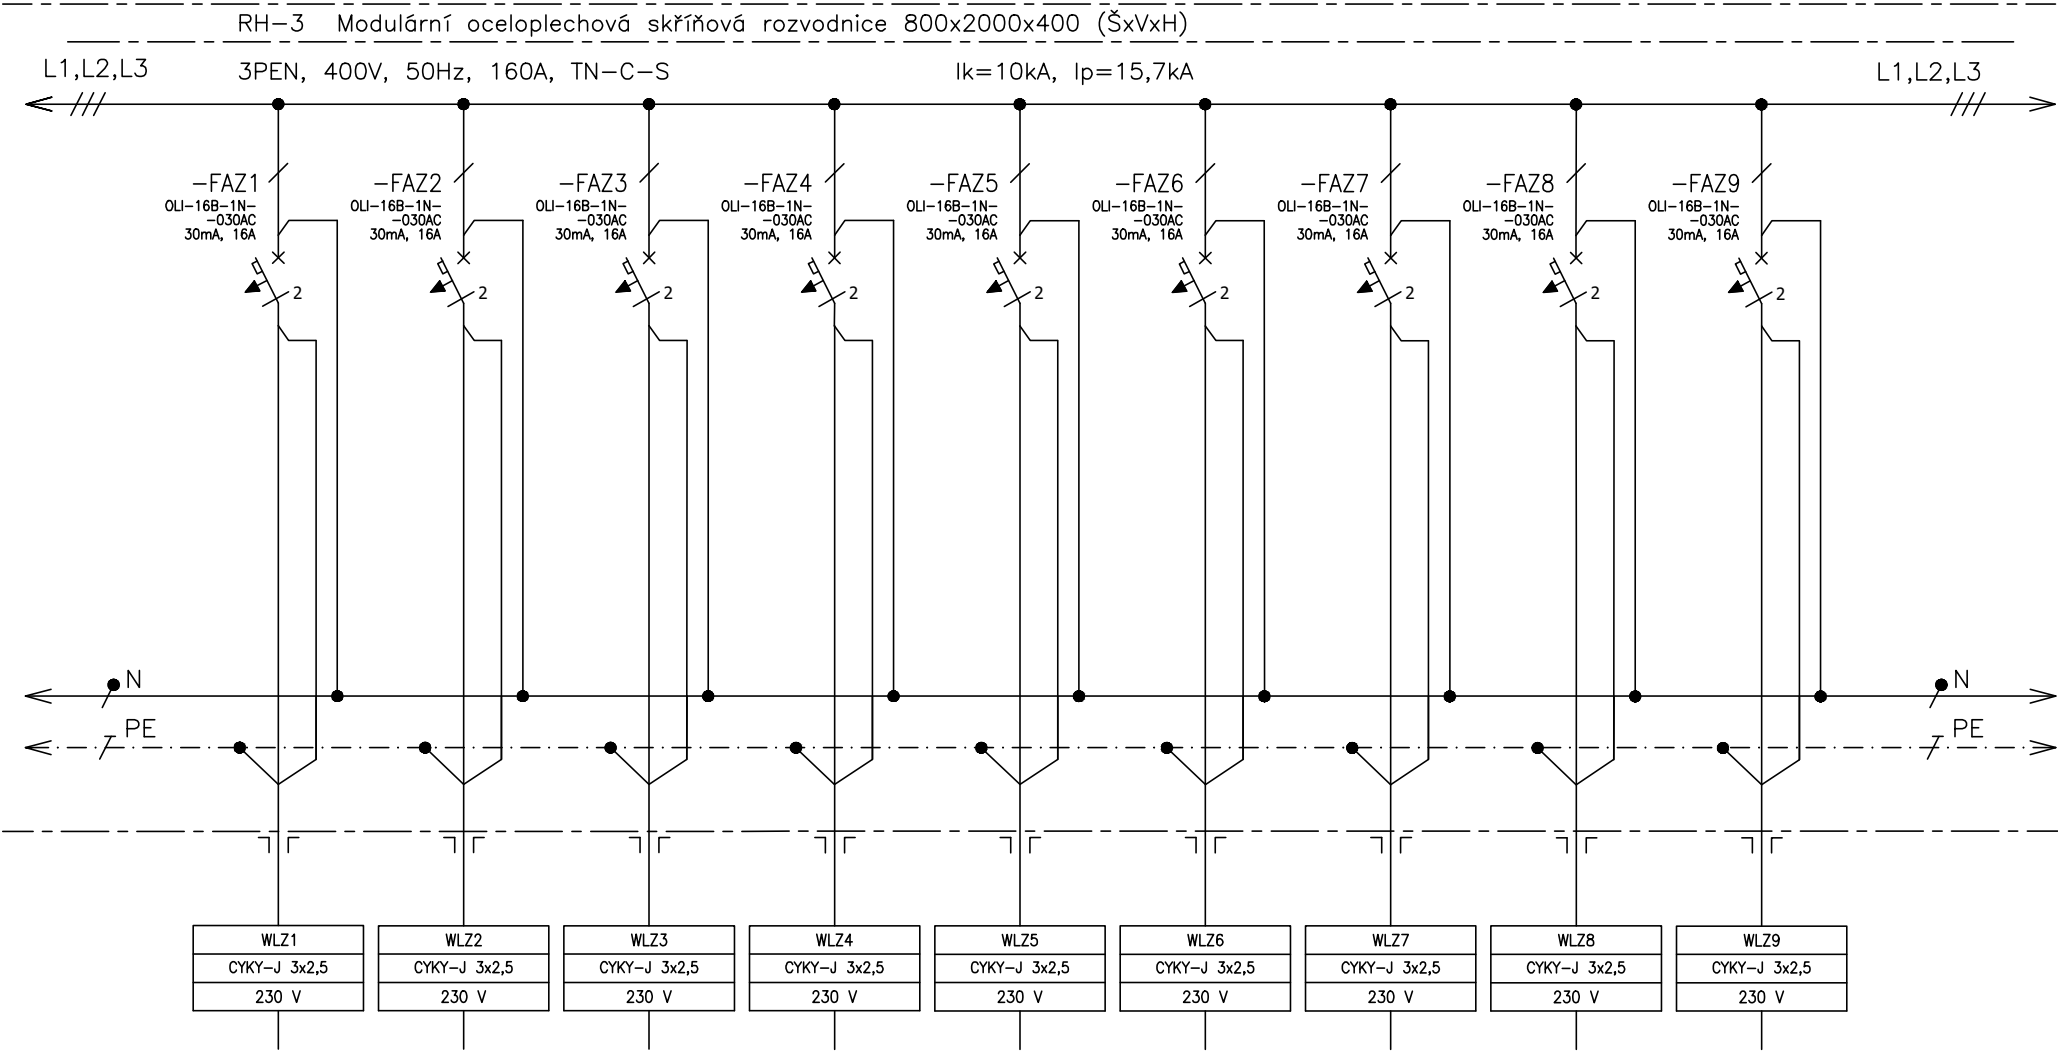 RH-3 Modulární oceloplechová skříňová rozvodnice 800x2000x400 (ŠxVxH)
L1,L2,L3 3PEN, 400V, 50Hz, 160A, TN-C-S Ik=10kA, Ip=15,7kA L1,L2,L3
-FAZ1 -FAZ2 -FAZ3 -FAZ4 -FAZ5 -FAZ6 -FAZ7 -FAZ8 -FAZ9
OLI-16B-1N- OLI-16B-1N- OLI-16B-1N- OLI-16B-1N- OLI-16B-1N- OLI-16B-1N- OLI-16B-1N- OLI-16B-1N- OLI-16B-1N-
-030AC -030AC -030AC -030AC -030AC -030AC -030AC -030AC -030AC
30mA, 16A 30mA, 16A 30mA, 16A 30mA, 16A 30mA, 16A 30mA, 16A 30mA, 16A 30mA, 16A 30mA, 16A
2 2 2 2 2 2 2 2 2
N N
PE PE
WLZ1 WLZ2 WLZ3 WLZ4 WLZ5 WLZ6 WLZ7 WLZ8 WLZ9
CYKY-J 3x2,5 CYKY-J 3x2,5 CYKY-J 3x2,5 CYKY-J 3x2,5 CYKY-J 3x2,5 CYKY-J 3x2,5 CYKY-J 3x2,5 CYKY-J 3x2,5 CYKY-J 3x2,5
230 V 230 V 230 V 230 V 230 V 230 V 230 V 230 V 230 V